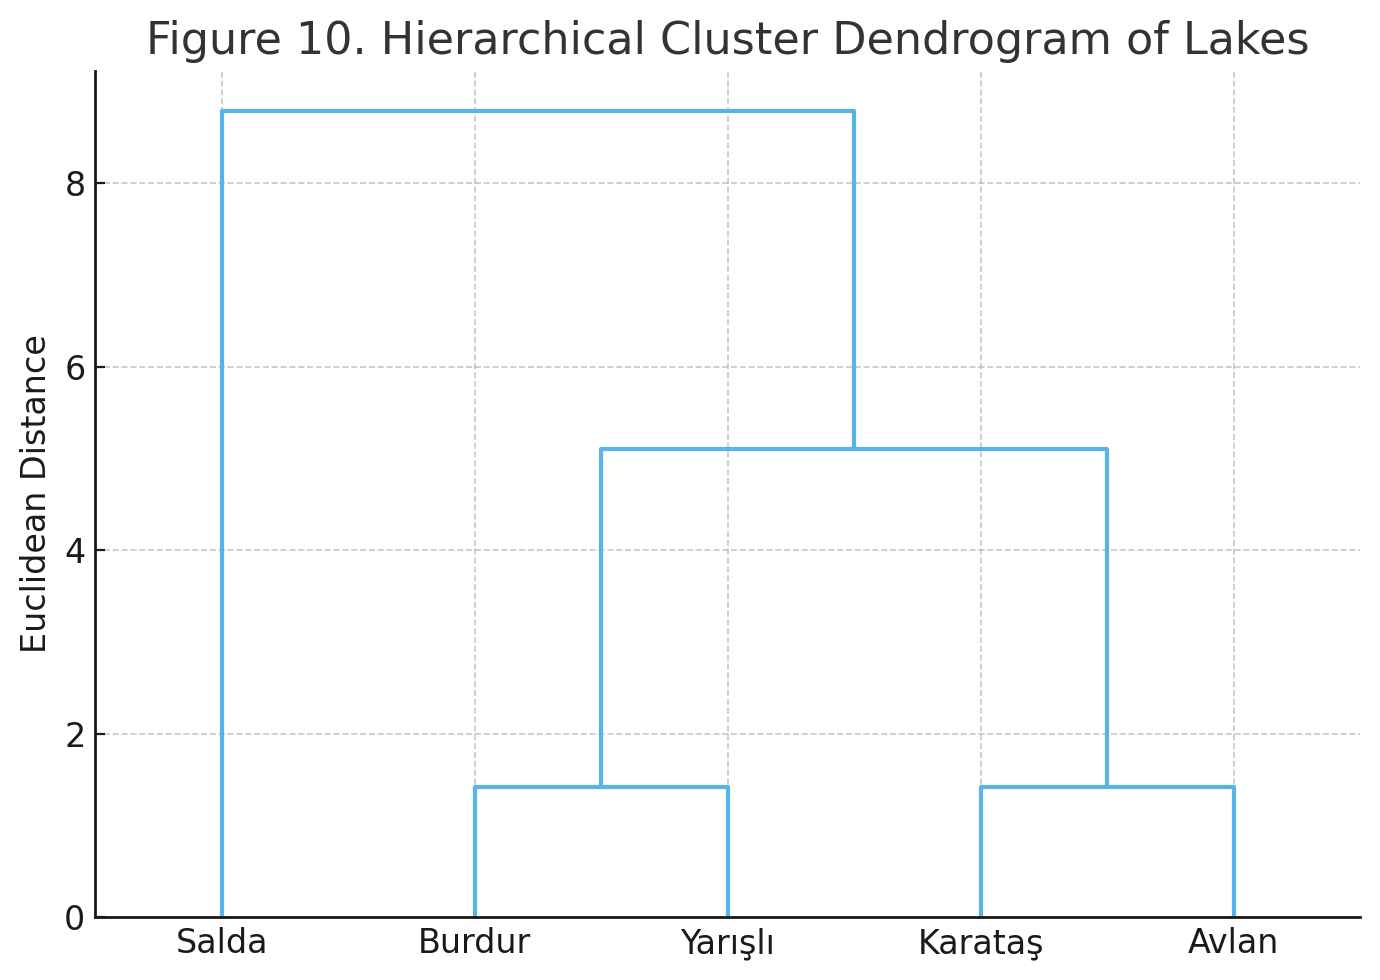 Figure 10. Hierarchical Cluster Dendrogram of Lakes
Euclidean Distance
8
6
4
2
0
Salda
Burdur
Yarışlı
Karataş
Avlan